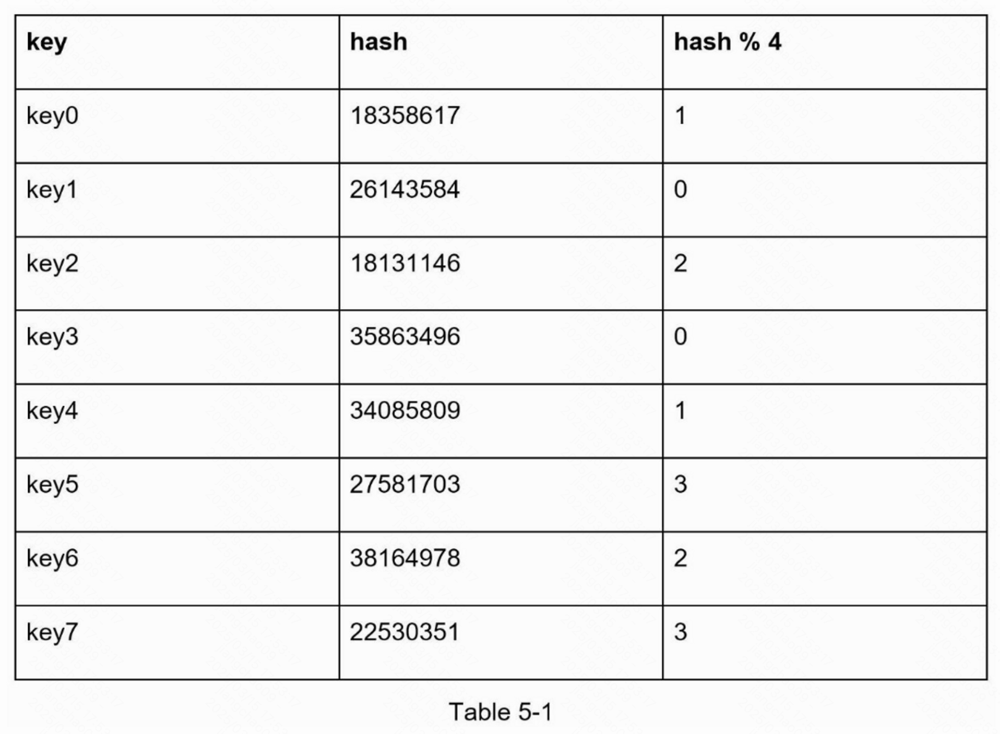 key hash hash % 4
key0 18358617 1
key1 26143584 0
key2 18131146 2
key3 35863496 0
key4 34085809 1
key5 27581703 3
key6 38164978 2
key7 22530351 3
Table 5-1